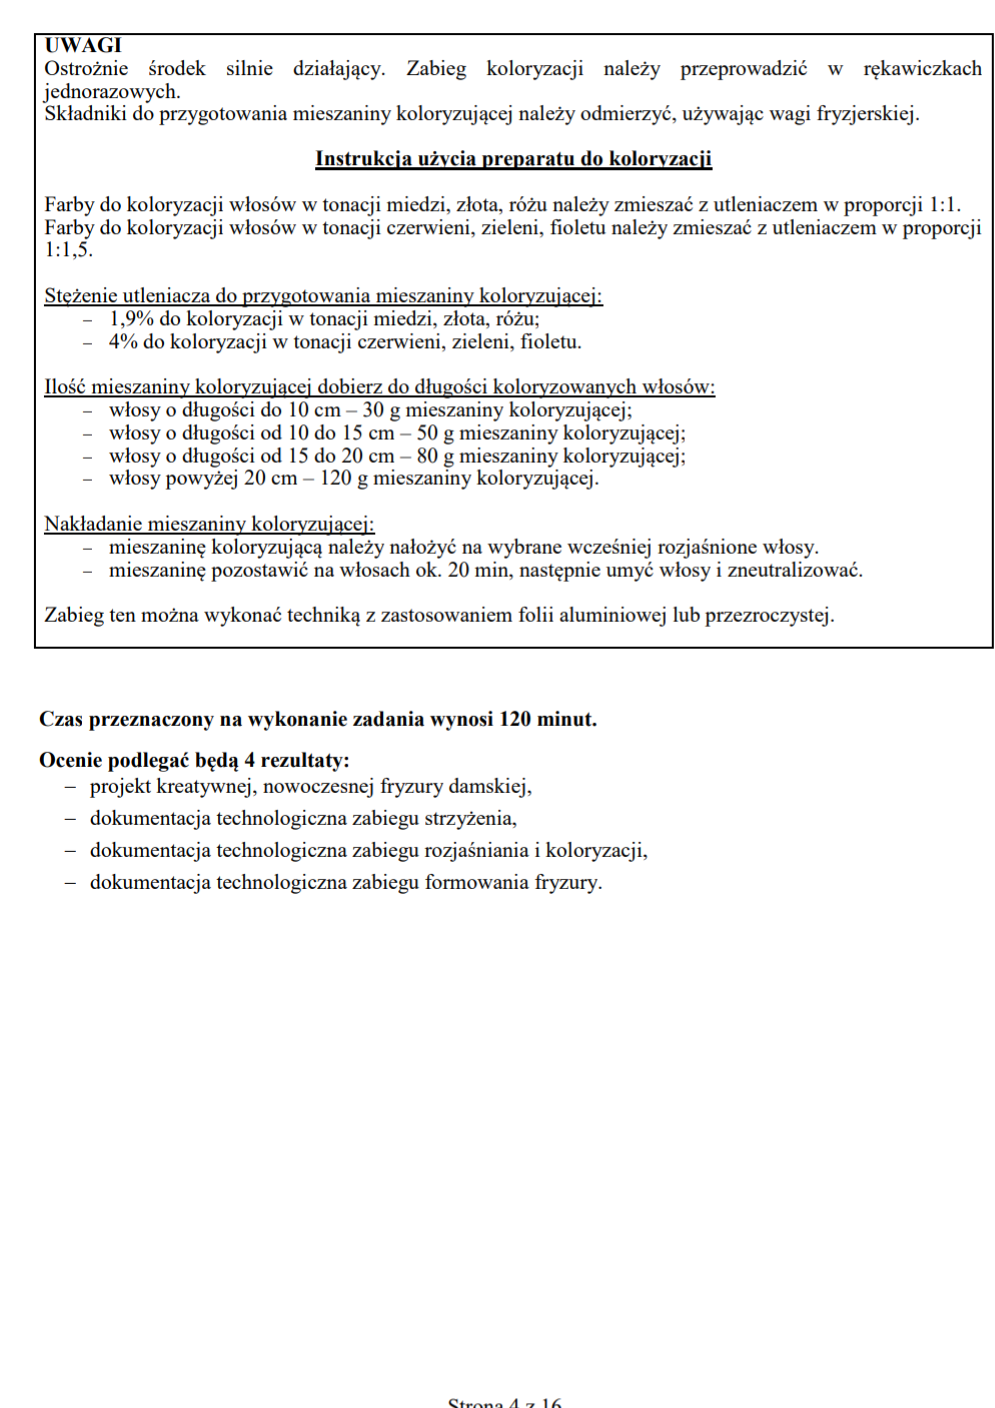 UWAGI
Ostrożnie środek silnie działający. Zabieg koloryzacji należy przeprowadzić w rękawiczkach
jednorazowych.
Składniki do przygotowania mieszaniny koloryzującej należy odmierzyć, używając wagi fryzjerskiej.
Instrukcja użycia preparatu do koloryzacji
Farby do koloryzacji włosów w tonacji miedzi, złota, różu należy zmieszać z utleniaczem w proporcji 1:1.
Farby do koloryzacji włosów w tonacji czerwieni, zieleni, fioletu należy zmieszać z utleniaczem w proporcji
1:1,5.
Stężenie utleniacza do przygotowania mieszaniny koloryzującej:
– 1,9% do koloryzacji w tonacji miedzi, złota, różu;
– 4% do koloryzacji w tonacji czerwieni, zieleni, fioletu.
Ilość mieszaniny koloryzującej dobierz do długości koloryzowanych włosów:
– włosy o długości do 10 cm – 30 g mieszaniny koloryzującej;
– włosy o długości od 10 do 15 cm – 50 g mieszaniny koloryzującej;
– włosy o długości od 15 do 20 cm – 80 g mieszaniny koloryzującej;
– włosy powyżej 20 cm – 120 g mieszaniny koloryzującej.
Nakładanie mieszaniny koloryzującej:
– mieszaninę koloryzującą należy nałożyć na wybrane wcześniej rozjaśnione włosy.
– mieszaninę pozostawić na włosach ok. 20 min, następnie umyć włosy i zneutralizować.
Zabieg ten można wykonać techniką z zastosowaniem folii aluminiowej lub przezroczystej.
Czas przeznaczony na wykonanie zadania wynosi 120 minut.
Ocenie podlegać będą 4 rezultaty:
– projekt kreatywnej, nowoczesnej fryzury damskiej,
– dokumentacja technologiczna zabiegu strzyżenia,
– dokumentacja technologiczna zabiegu rozjaśniania i koloryzacji,
– dokumentacja technologiczna zabiegu formowania fryzury.
Strona 4 z 16